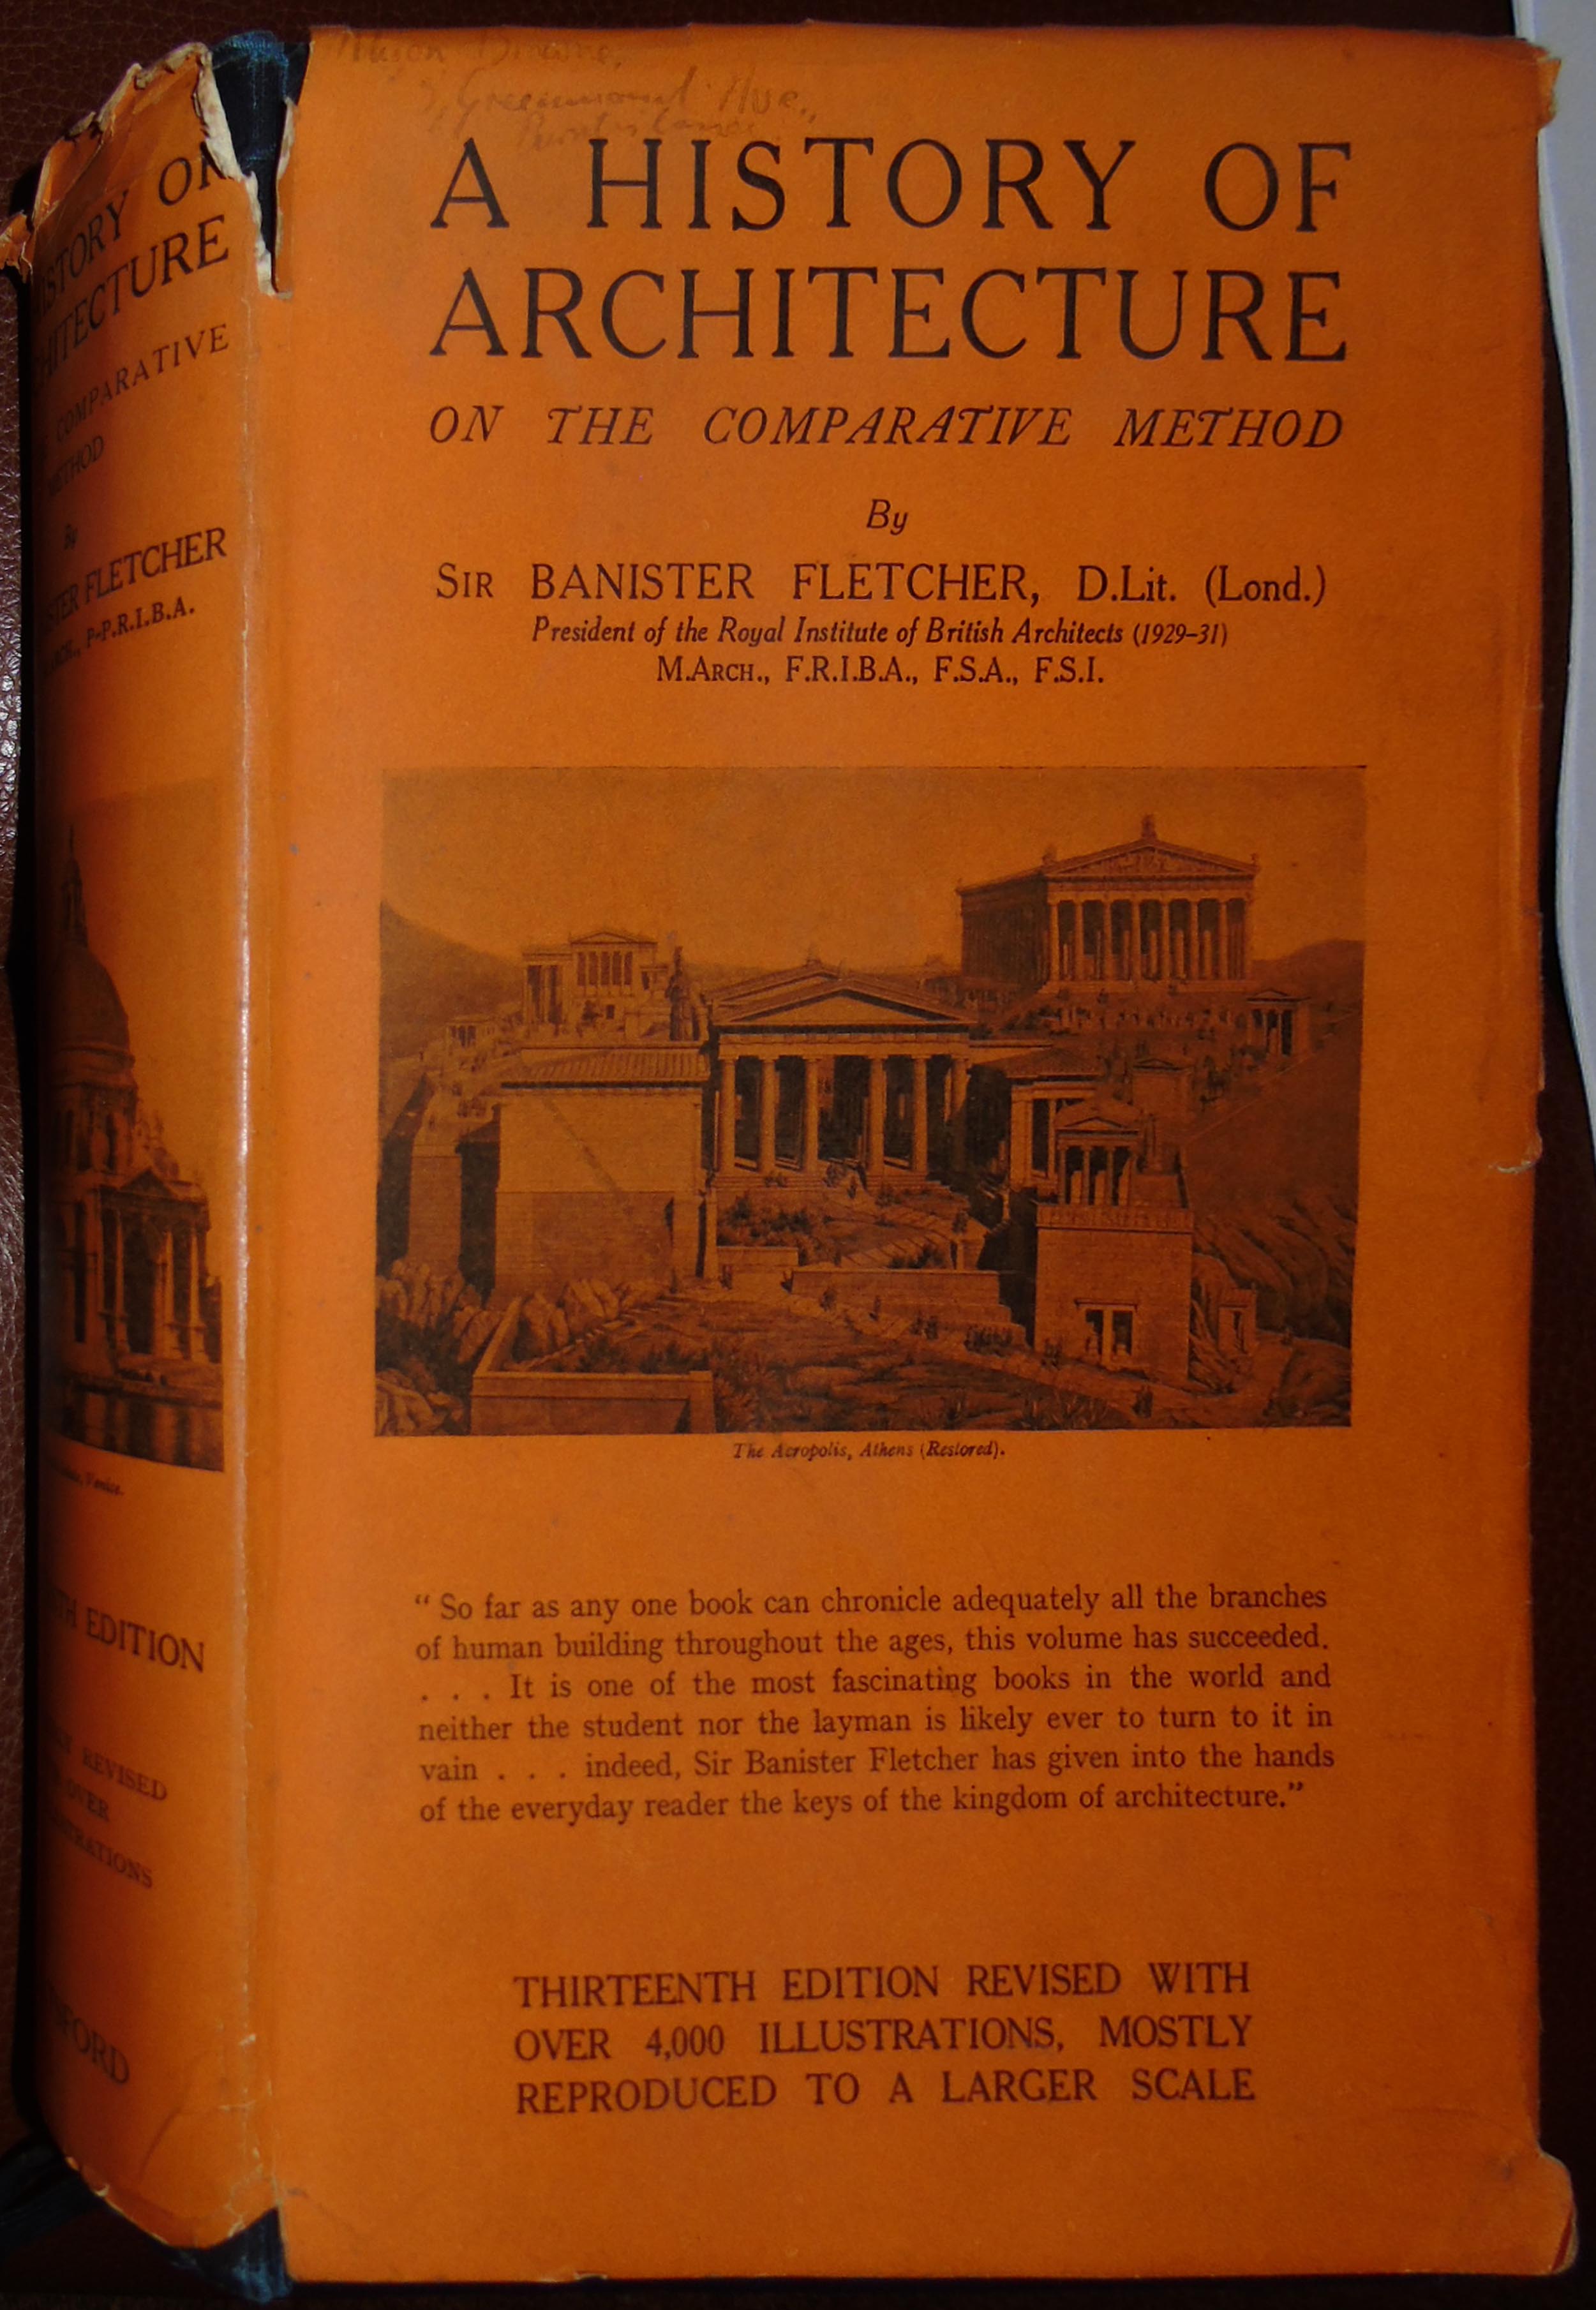 Greenmount Ave.,
A HISTORY OF
ARCHITECTURE
ON THE COMPARATIVE METHOD
By
SIR BANISTER FLETCHER, D.Lit. (Lond.)
President of the Royal Institute of British Architects (1929–31)
M.ARCH., F.R.I.B.A., F.S.A., F.S.I.
The Acropolis, Athens (Restored).
“ So far as any one book can chronicle adequately all the branches
of human building throughout the ages, this volume has succeeded.
. . . It is one of the most fascinating books in the world and
neither the student nor the layman is likely ever to turn to it in
vain . . . indeed, Sir Banister Fletcher has given into the hands
of the everyday reader the keys of the kingdom of architecture.”
THIRTEENTH EDITION REVISED WITH
OVER 4,000 ILLUSTRATIONS, MOSTLY
REPRODUCED TO A LARGER SCALE
COMPARATIVE
METHOD
By
FLETCHER
P-P.R.I.B.A.
Venice.
EDITION
REVISED
OVER